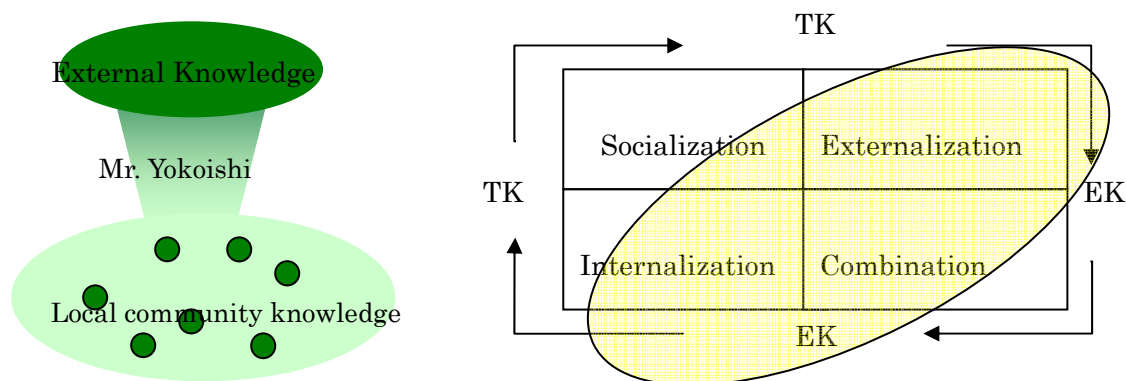 External Knowledge
Mr. Yokoishi
Local community knowledge
TK
Socialization
Externalization
TK
EK
Internalization
Combination
EK